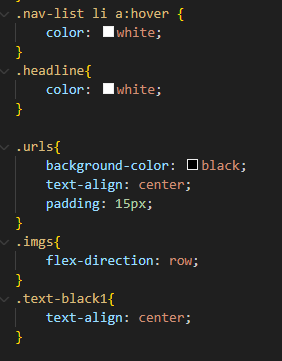 .nav-list li a:hover {
    color: white;
}
.headline{
    color: white;
}

.urls{
    background-color: black;
    text-align: center;
    padding: 15px;
}
.imgs{
    flex-direction: row;
}
.text-black1{
    text-align: center;
}